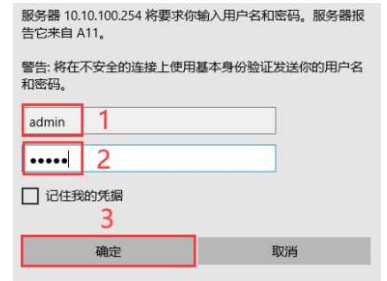 服务器 10.10.100.254 将要求你输入用户名和密码。服务器报
告它来自 A11。
警告: 将在不安全的连接上使用基本身份验证发送你的用户名
和密码。
admin 1
●●●●● 2
记住我的凭据
3
确定 取消